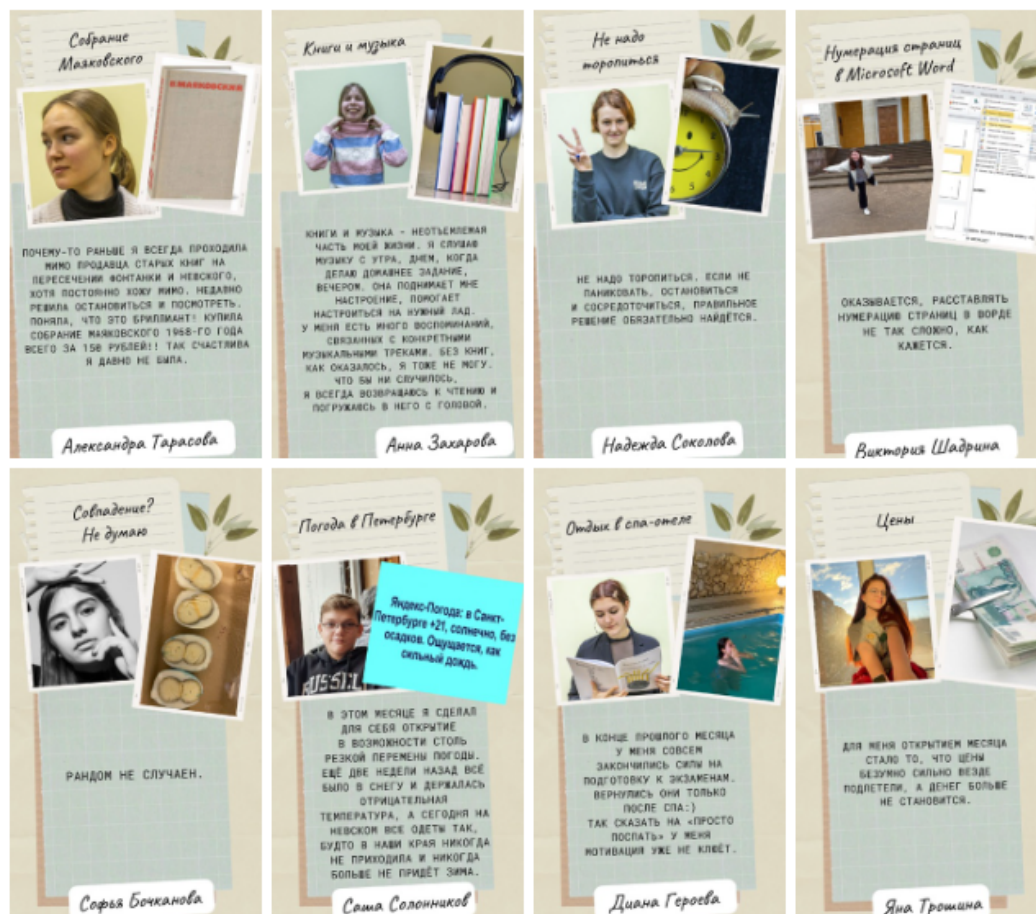 Собрание
Маяковского
В.МАЯКОВСКИЙ
ПОЧЕМУ-ТО РАНЬШЕ Я ВСЕГДА ПРОХОДИЛА
МИМО ПРОДАВЦА СТАРЫХ КНИГ НА
ПЕРЕСЕЧЕНИИ ФОНТАНКИ И НЕВСКОГО,
ХОТЯ ПОСТОЯННО ХОЖУ МИМО. НЕДАВНО
РЕШИЛА ОСТАНОВИТЬСЯ И ПОСМОТРЕТЬ.
ПОНЯЛА, ЧТО ЭТО БРИЛЛИАНТ! КУПИЛА
СОБРАНИЕ МАЯКОВСКОГО 1968-ГО ГОДА
ВСЕГО ЗА 150 РУБЛЕЙ!! ТАК СЧАСТЛИВА
Я ДАВНО НЕ БЫЛА.
Александра Тарасова
Книги и музыка
КНИГИ И МУЗЫКА - НЕОТЪЕМЛЕМАЯ
ЧАСТЬ МОЕЙ ЖИЗНИ. Я СЛУШАЮ
МУЗЫКУ С УТРА, ДНЕМ, КОГДА
ДЕЛАЮ ДОМАШНЕЕ ЗАДАНИЕ,
ВЕЧЕРОМ. ОНА ПОДНИМАЕТ МНЕ
НАСТРОЕНИЕ, ПОМОГАЕТ
НАСТРОИТЬСЯ НА НУЖНЫЙ ЛАД.
У МЕНЯ ЕСТЬ МНОГО ВОСПОМИНАНИЙ,
СВЯЗАННЫХ С КОНКРЕТНЫМИ
МУЗЫКАЛЬНЫМИ ТРЕКАМИ. БЕЗ КНИГ,
КАК ОКАЗАЛОСЬ, Я ТОЖЕ НЕ МОГУ.
ЧТО БЫ НИ СЛУЧИЛОСЬ,
Я ВСЕГДА ВОЗВРАЩАЮСЬ К ЧТЕНИЮ И
ПОГРУЖАЮСЬ В НЕГО С ГОЛОВОЙ.
Анна Захарова
Не надо
торопиться
НЕ НАДО ТОРОПИТЬСЯ. ЕСЛИ НЕ
ПАНИКОВАТЬ, ОСТАНОВИТЬСЯ
И СОСРЕДОТОЧИТЬСЯ, ПРАВИЛЬНОЕ
РЕШЕНИЕ ОБЯЗАТЕЛЬНО НАЙДЁТСЯ.
Надежда Соколова
Нумерация страниц
в Microsoft Word
ОКАЗЫВАЕТСЯ, РАССТАВЛЯТЬ
НУМЕРАЦИЮ СТРАНИЦ В ВОРДЕ
НЕ ТАК СЛОЖНО, КАК
КАЖЕТСЯ.
Виктория Шадрина
Совпадение?
Не думаю
РАНДОМ НЕ СЛУЧАЕН.
Софья Бочканова
Погода в Петербурге
Яндекс-Погода: в Санкт-
Петербурге +21, солнечно, без
осадков. Ощущается, как
сильный дождь.
RUSSEL
В ЭТОМ МЕСЯЦЕ Я СДЕЛАЛ
ДЛЯ СЕБЯ ОТКРЫТИЕ
В ВОЗМОЖНОСТИ СТОЛЬ
РЕЗКОЙ ПЕРЕМЕНЫ ПОГОДЫ.
ЕЩЁ ДВЕ НЕДЕЛИ НАЗАД ВСЁ
БЫЛО В СНЕГУ И ДЕРЖАЛАСЬ
ОТРИЦАТЕЛЬНАЯ
ТЕМПЕРАТУРА, А СЕГОДНЯ НА
НЕВСКОМ ВСЕ ОДЕТЫ ТАК,
БУДТО В НАШИ КРАЯ НИКОГДА
НЕ ПРИХОДИЛА И НИКОГДА
БОЛЬШЕ НЕ ПРИДЁТ ЗИМА.
Саша Солонников
Отдых в спа-отеле
В КОНЦЕ ПРОШЛОГО МЕСЯЦА
У МЕНЯ СОВСЕМ
ЗАКОНЧИЛИСЬ СИЛЫ НА
ПОДГОТОВКУ К ЭКЗАМЕНАМ.
ВЕРНУЛИСЬ ОНИ ТОЛЬКО
ПОСЛЕ СПА:)
ТАК СКАЗАТЬ НА «ПРОСТО
ПОСПАТЬ» У МЕНЯ
МОТИВАЦИЯ УЖЕ НЕ КЛЮЁТ.
Диана Героева
Цены
ДЛЯ МЕНЯ ОТКРЫТИЕМ МЕСЯЦА
СТАЛО ТО, ЧТО ЦЕНЫ
БЕЗУМНО СИЛЬНО ВЕЗДЕ
ПОДЛЕТЕЛИ, А ДЕНЕГ БОЛЬШЕ
НЕ СТАНОВИТСЯ.
Яна Трошина